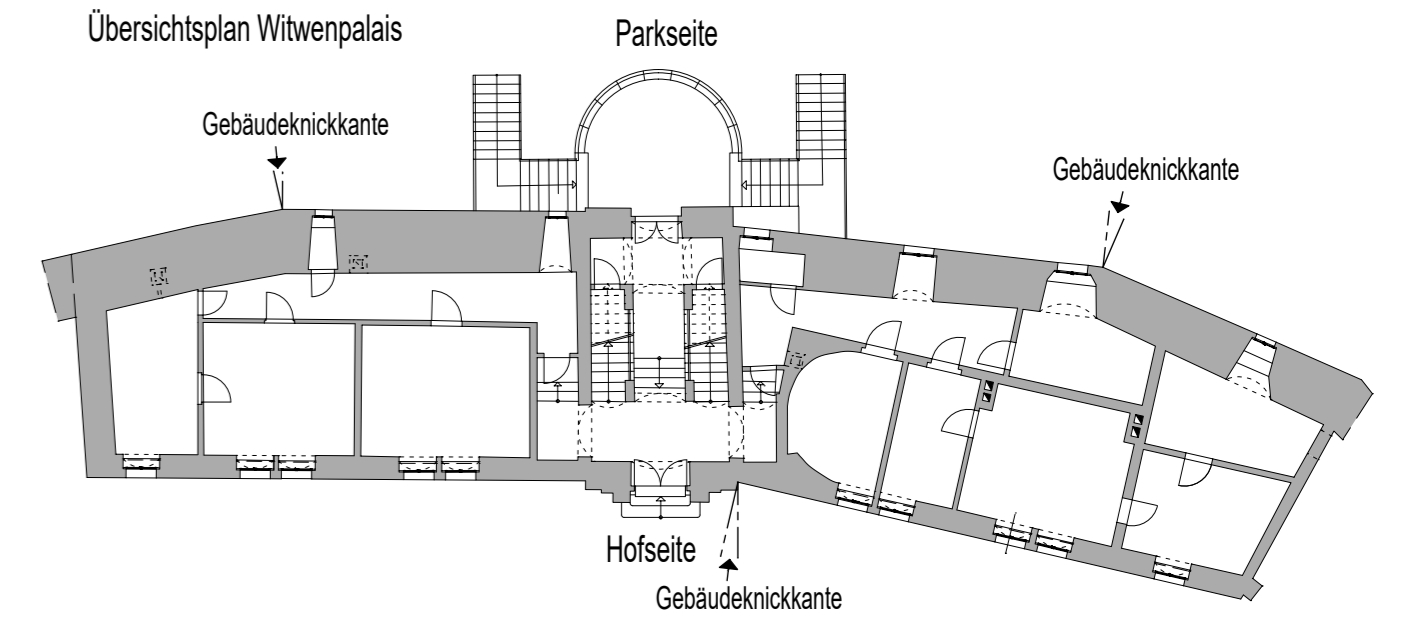 Übersichtsplan Witwenpalais
Parkseite
Gebäudeknickkante
Gebäudeknickkante
Hofseite
Gebäudeknickkante